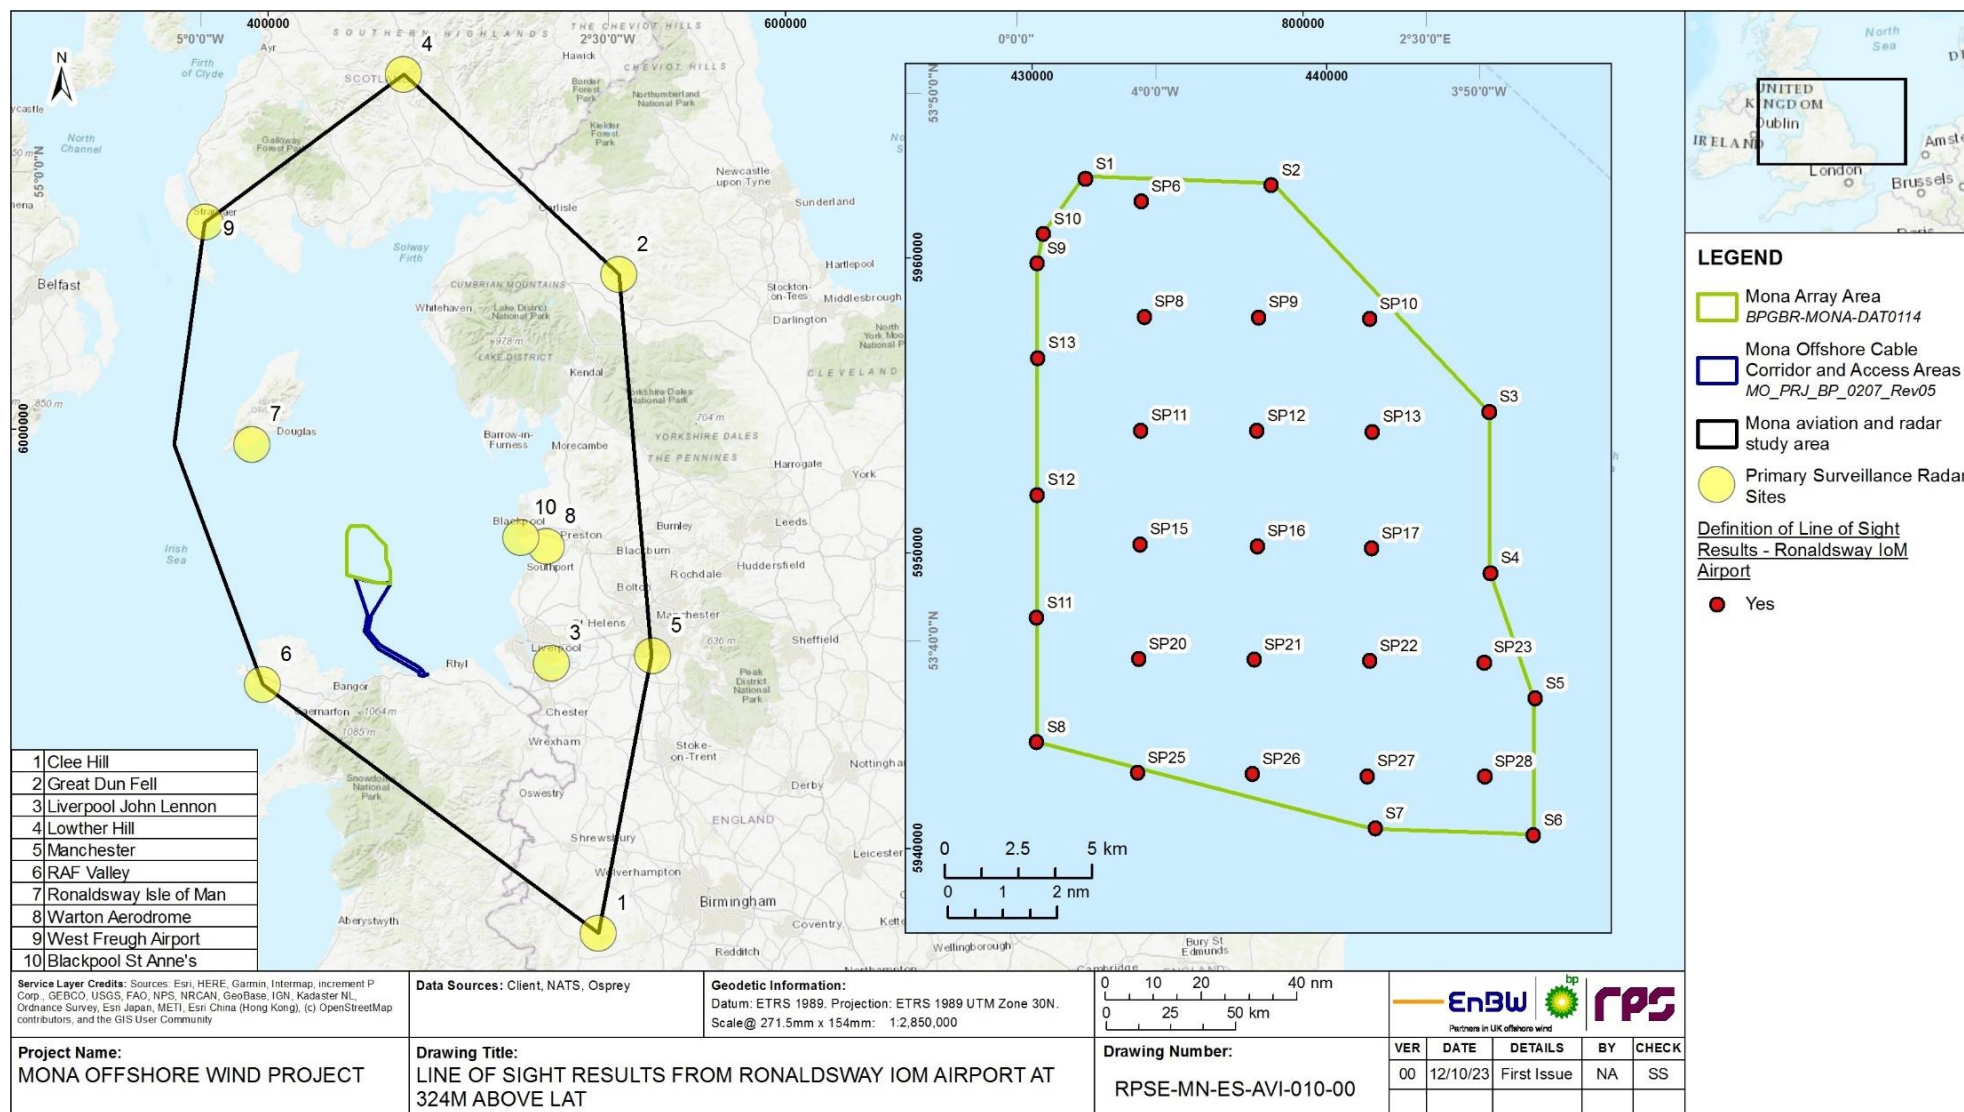 400000
600000
800000
5°0'0"W
2°30'0"W
0°0'0"
2°30'0"E
55°0'0"N
6000000
N
Ayr
SOUTHERN HIGHLANDS
THE CHEVIOT HILLS
Firth
of Clyde
Hawick
CHEVIOT HILLS
SCOTL
4
Border
Forest
Park
Northumberland
National Park
Kielder
Forest
Park
North
Channel
Galloway
Forest
Newcastle
upon Tyne
Sunderland
9
Solway
Firth
2
Hartlepool
Belfast
CUMBRIAN MOUNTAINS
Stockton
-on-Tees
Middlesbrough
Whitehaven
Lake District
National Park
Darlington
978 m
LAKE DISTRICT
North
York Moor
National P
850 m
Kendal
CLEVELAND
Yorkshire Dales
National Park
704 m
7
Douglas
Barrow-in-
Furness
Morecambe
YORKSHIRE DALES
THE PENNINES
Harrogate
York
10
8
Blackpool
Preston
Burnley
Leeds
Irish
Sea
Blackburn
Southport
Rochdale
Huddersfield
Bolton
Manchester
Helens
5
3
636 m
Sheffield
Liverpool
6
Rhyl
Bangor
Peak
District
National
Park
1064 m
Chester
1085 m
Wrexham
Stoke-
on-Trent
Snowdonia
National
Park
Nottingha
Oswestry
Derby
ENGLAND
Shrewsbury
Leicester
Wolverhampton
Aberystwyth
1
Birmingham
Coventry
Kette
Redditch
Wellingborough
Bury St
Edmunds
Northampton
Cambridge
1 Clee Hill
2 Great Dun Fell
3 Liverpool John Lennon
4 Lowther Hill
5 Manchester
6 RAF Valley
7 Ronaldsway Isle of Man
8 Warton Aerodrome
9 West Freugh Airport
10 Blackpool St Anne's
430000
440000
4°0'0"W
3°50'0"W
53°50'0"N
53°40'0"N
5960000
5950000
5940000
S1
S2
SP6
S10
S9
SP8
SP9
SP10
S13
S3
SP11
SP12
SP13
S12
SP15
SP16
SP17
S4
S11
SP20
SP21
SP22
SP23
S5
S8
SP25
SP26
SP27
SP28
S7
S6
0 2.5 5 km
0 1 2 nm
North
Sea
UNITED
KINGDOM
Dublin
IRELAND
Amste
London
Brussels
LEGEND
Mona Array Area
BPGBR-MONA-DAT0114
Mona Offshore Cable
Corridor and Access Areas
MO_PRJ_BP_0207_Rev05
Mona aviation and radar
study area
Primary Surveillance Radar
Sites
Definition of Line of Sight
Results - Ronaldsway IoM
Airport
Yes
Service Layer Credits: Sources: Esri, HERE, Garmin, Intermap, increment P
Corp., GEBCO, USGS, FAO, NPS, NRCAN, GeoBase, IGN, Kadaster NL,
Ordnance Survey, Esri Japan, METI, Esri China (Hong Kong), (c) OpenStreetMap
contributors, and the GIS User Community
Data Sources: Client, NATS, Osprey
Geodetic Information:
Datum: ETRS 1989. Projection: ETRS 1989 UTM Zone 30N.
Scale@ 271.5mm x 154mm: 1:2,850,000
0 10 20 40 nm
0 25 50 km
EnBW
bp
rps
Partners in UK offshore wind
Project Name:
MONA OFFSHORE WIND PROJECT
Drawing Title:
LINE OF SIGHT RESULTS FROM RONALDSWAY IOM AIRPORT AT
324M ABOVE LAT
Drawing Number:
RPSE-MN-ES-AVI-010-00
VER DATE DETAILS BY CHECK
00 12/10/23 First Issue NA SS